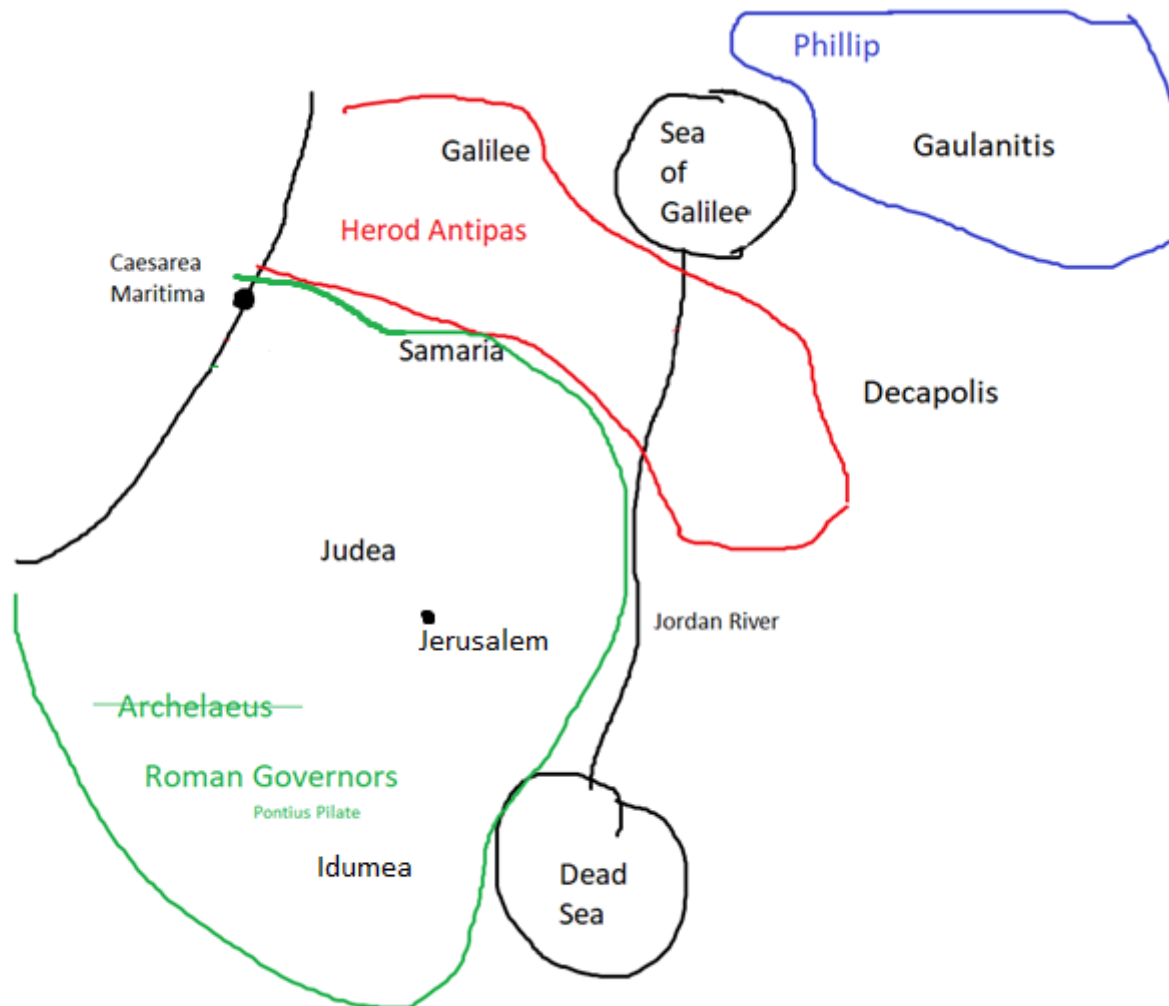 Phillip
Gaulanitis
Sea
of
Galilee
Galilee
Herod Antipas
Caesarea
Maritima
Samaria
Decapolis
Judea
Jerusalem
Jordan River
Archelaeus
Roman Governors
Pontius Pilate
Idumea
Dead
Sea